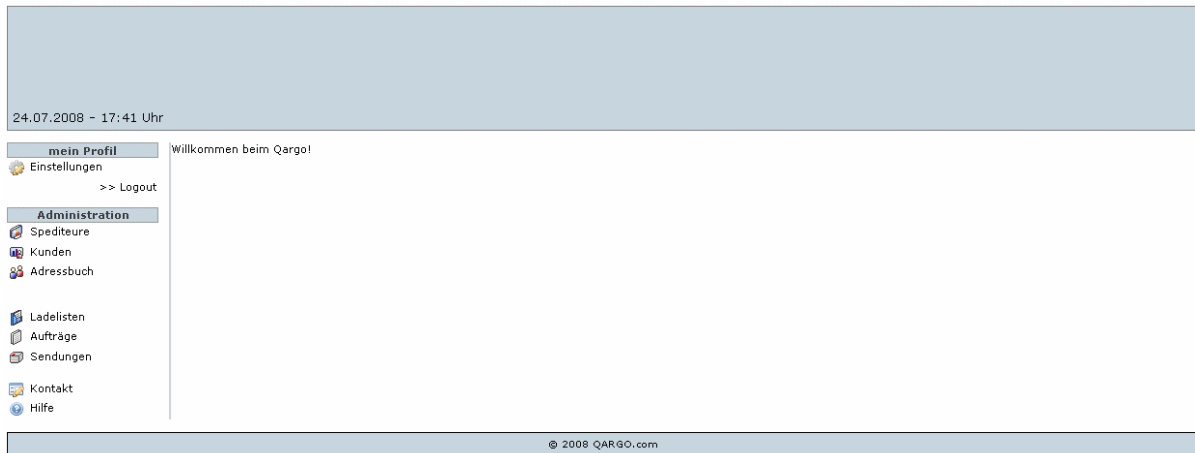 24.07.2008 - 17:41 Uhr
mein Profil
Einstellungen
>> Logout
Administration
Spediteure
Kunden
Adressbuch
Ladelisten
Aufträge
Sendungen
Kontakt
Hilfe
Willkommen beim Qargo!
© 2008 QARGO.com